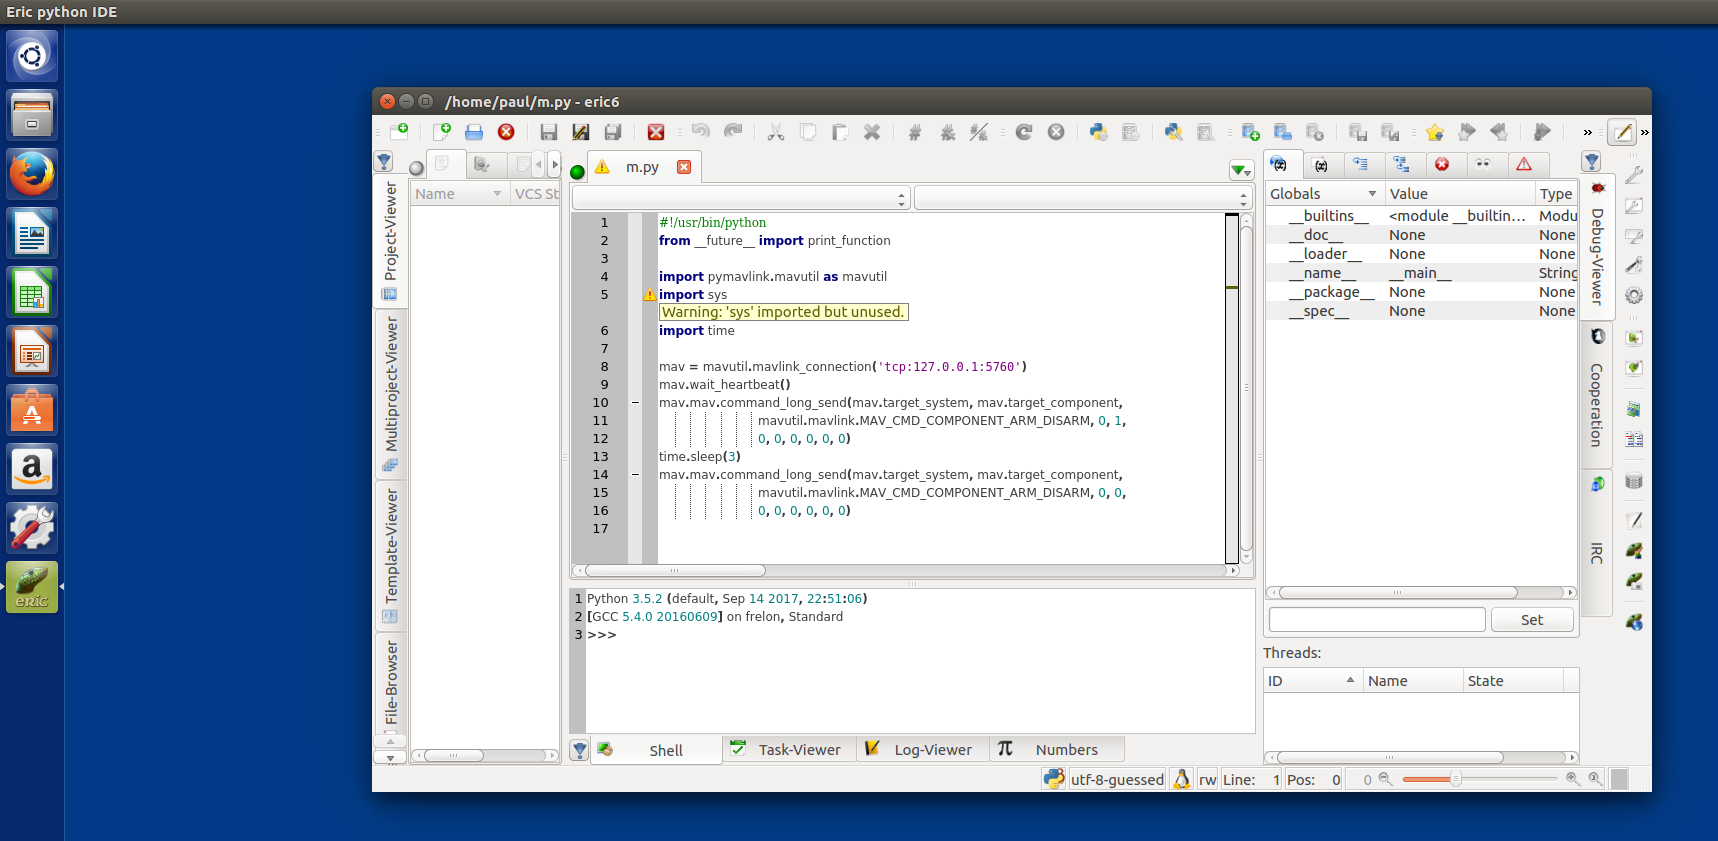 Eric python IDE
/home/paul/m.py - eric6
m.py
Project-Viewer
Multiproject-Viewer
Template-Viewer
File-Browser
Name
VCS St
1 #!/usr/bin/python
2 from __future__ import print_function
3
4 import pymavlink.mavutil as mavutil
5 import sys
Warning: 'sys' imported but unused.
6 import time
7
8 mav = mavutil.mavlink_connection('tcp:127.0.0.1:5760')
9 mav.wait_heartbeat()
10 mav.mav.command_long_send(mav.target_system, mav.target_component,
11 mavutil.mavlink.MAV_CMD_COMPONENT_ARM_DISARM, 0, 1,
12 0, 0, 0, 0, 0, 0)
13 time.sleep(3)
14 mav.mav.command_long_send(mav.target_system, mav.target_component,
15 mavutil.mavlink.MAV_CMD_COMPONENT_ARM_DISARM, 0, 0,
16 0, 0, 0, 0, 0, 0)
17
1 Python 3.5.2 (default, Sep 14 2017, 22:51:06)
2 [GCC 5.4.0 20160609] on frelon, Standard
3 >>>
Shell
Task-Viewer
Log-Viewer
Numbers
Globals Value Type
__builtins__ <module __builtin... Modu
__doc__ None None
__loader__ None None
__name__ __main__ String
__package__ None None
__spec__ None None
Set
Threads:
ID Name State
Debug-Viewer
Cooperation
IRC
utf-8-guessed rw Line: 1 Pos: 0 0
eric